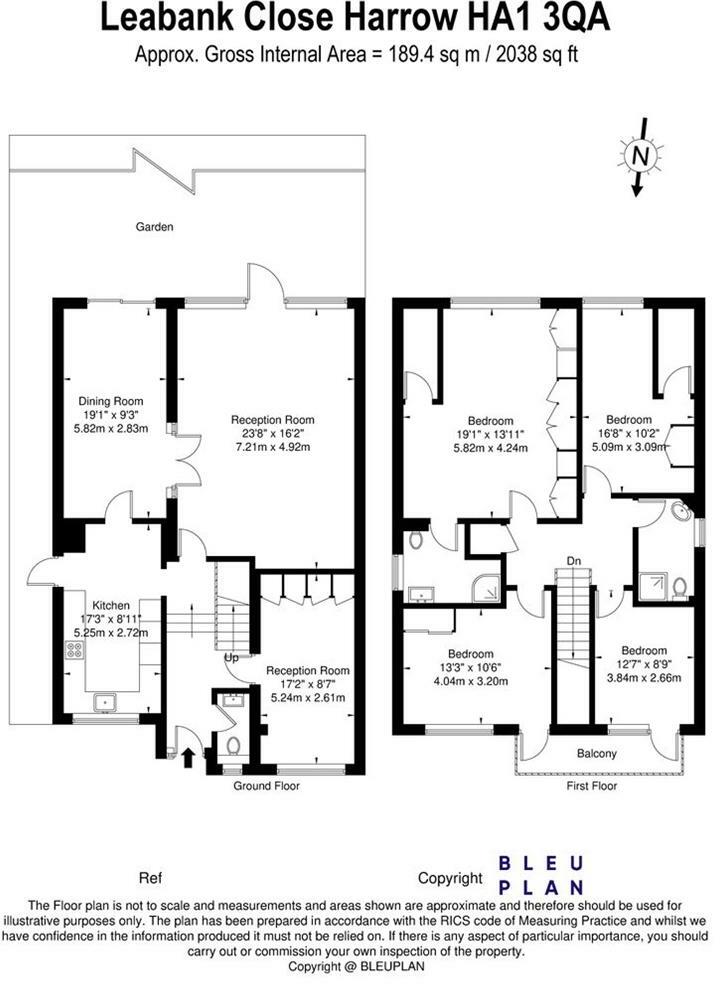 Leabank Close Harrow HA1 3QA
Approx. Gross Internal Area = 189.4 sq m / 2038 sq ft
N
Garden
Dining Room
19'1" x 9'3"
5.82m x 2.83m
Reception Room
23'8" x 16'2"
7.21m x 4.92m
Kitchen
17'3" x 8'11"
5.25m x 2.72m
Up
Reception Room
17'2" x 8'7"
5.24m x 2.61m
Ground Floor
Bedroom
19'1" x 13'11"
5.82m x 4.24m
Bedroom
16'8" x 10'2"
5.09m x 3.09m
Dn
Bedroom
13'3" x 10'6"
4.04m x 3.20m
Bedroom
12'7" x 8'9"
3.84m x 2.66m
Balcony
First Floor
Ref
Copyright
BLEU
PLAN
The Floor plan is not to scale and measurements and areas shown are approximate and therefore should be used for
illustrative purposes only. The plan has been prepared in accordance with the RICS code of Measuring Practice and whilst we
have confidence in the information produced it must not be relied on. If there is any aspect of particular importance, you should
carry out or commission your own inspection of the property.
Copyright @ BLEUPLAN